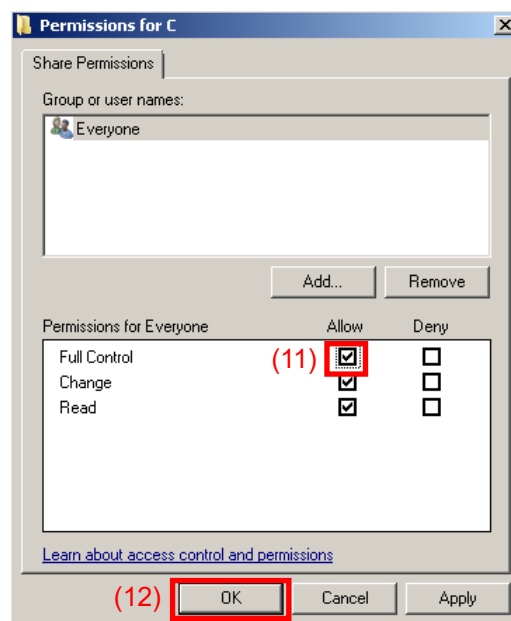 Permissions for C
Share Permissions
Group or user names:
Everyone
Add... Remove
Permissions for Everyone Allow Deny
Full Control (11)
Change
Read
Learn about access control and permissions
(12) OK Cancel Apply